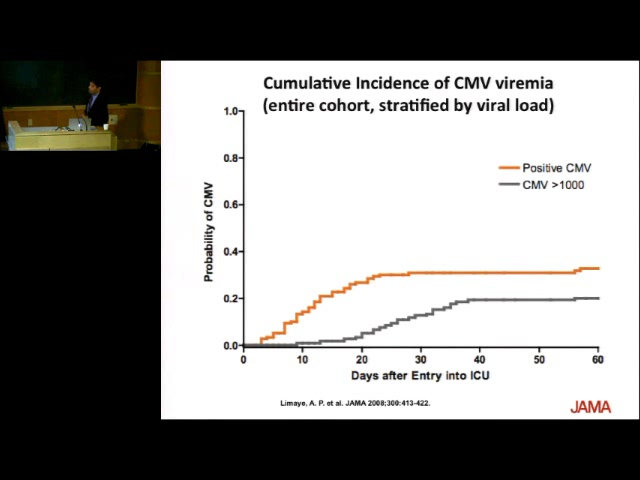 Cumulative Incidence of CMV viremia
(entire cohort, stratified by viral load)
1.0
0.8
0.6
0.4
0.2
0.0
Probability of CMV
Positive CMV
CMV >1000
0 10 20 30 40 50 60
Days after Entry into ICU
Limaye, A. P. et al. JAMA 2008;300:413-422.
JAMA